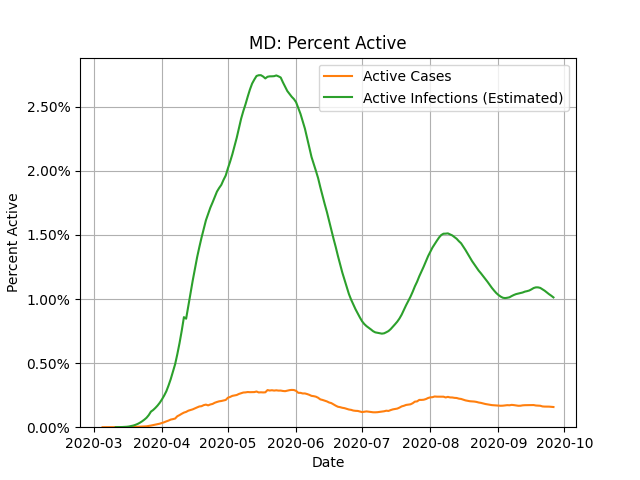 MD: Percent Active
Active Cases
Active Infections (Estimated)
Percent Active
2.50%
2.00%
1.50%
1.00%
0.50%
0.00%
2020-03 2020-04 2020-05 2020-06 2020-07 2020-08 2020-09 2020-10
Date